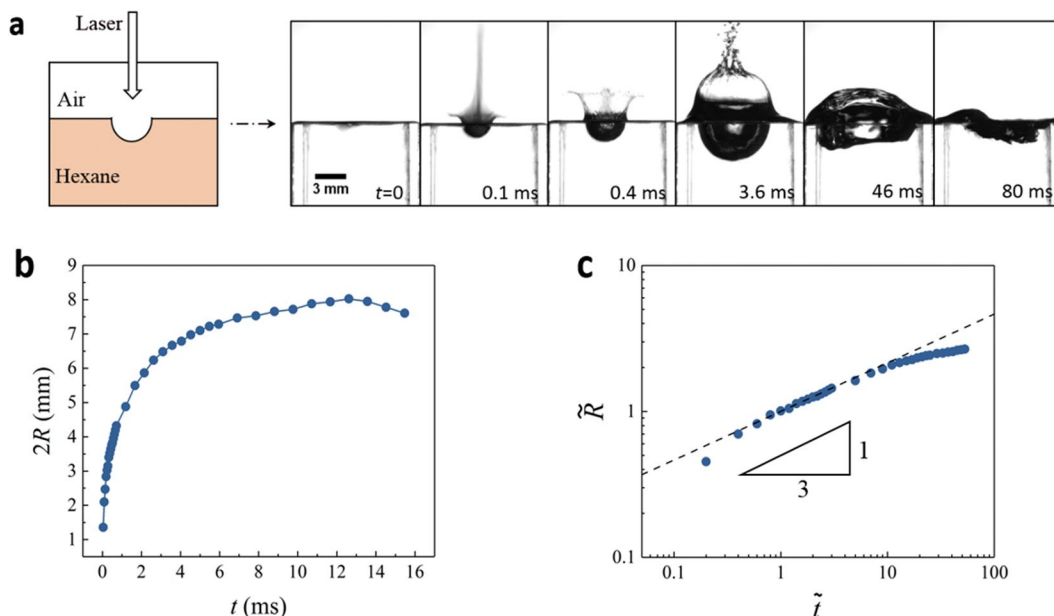 a
Laser
Air
Hexane
3 mm
t=0
0.1 ms
0.4 ms
3.6 ms
46 ms
80 ms
b
9
8
7
6
5
4
3
2
1
2R (mm)
0 2 4 6 8 10 12 14 16
t (ms)
c
10
1
0.1
R̃
1
3
0.1 1 10 100
t̃